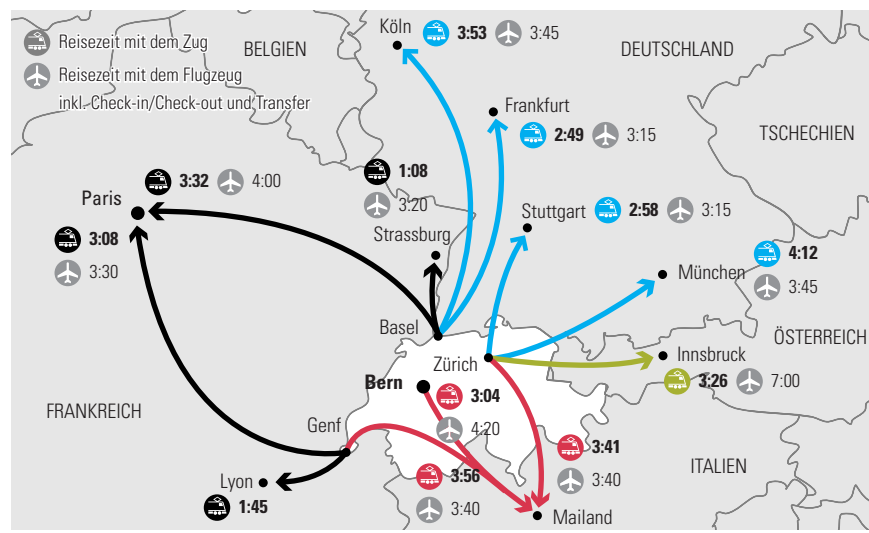 Reisezeit mit dem Zug
Reisezeit mit dem Flugzeug
inkl. Check-in/Check-out und Transfer
BELGIEN
Köln 3:53 3:45
DEUTSCHLAND
Frankfurt
2:49 3:15
TSCHECHIEN
3:32 4:00
1:08
3:20
Paris
Strassburg
Stuttgart 2:58 3:15
3:08
3:30
München
4:12
3:45
Basel
Zürich
ÖSTERREICH
Innsbruck
3:26 7:00
Bern
3:04
4:20
FRANKREICH
Genf
3:41
3:40
ITALIEN
Lyon
1:45
3:56
3:40
Mailand